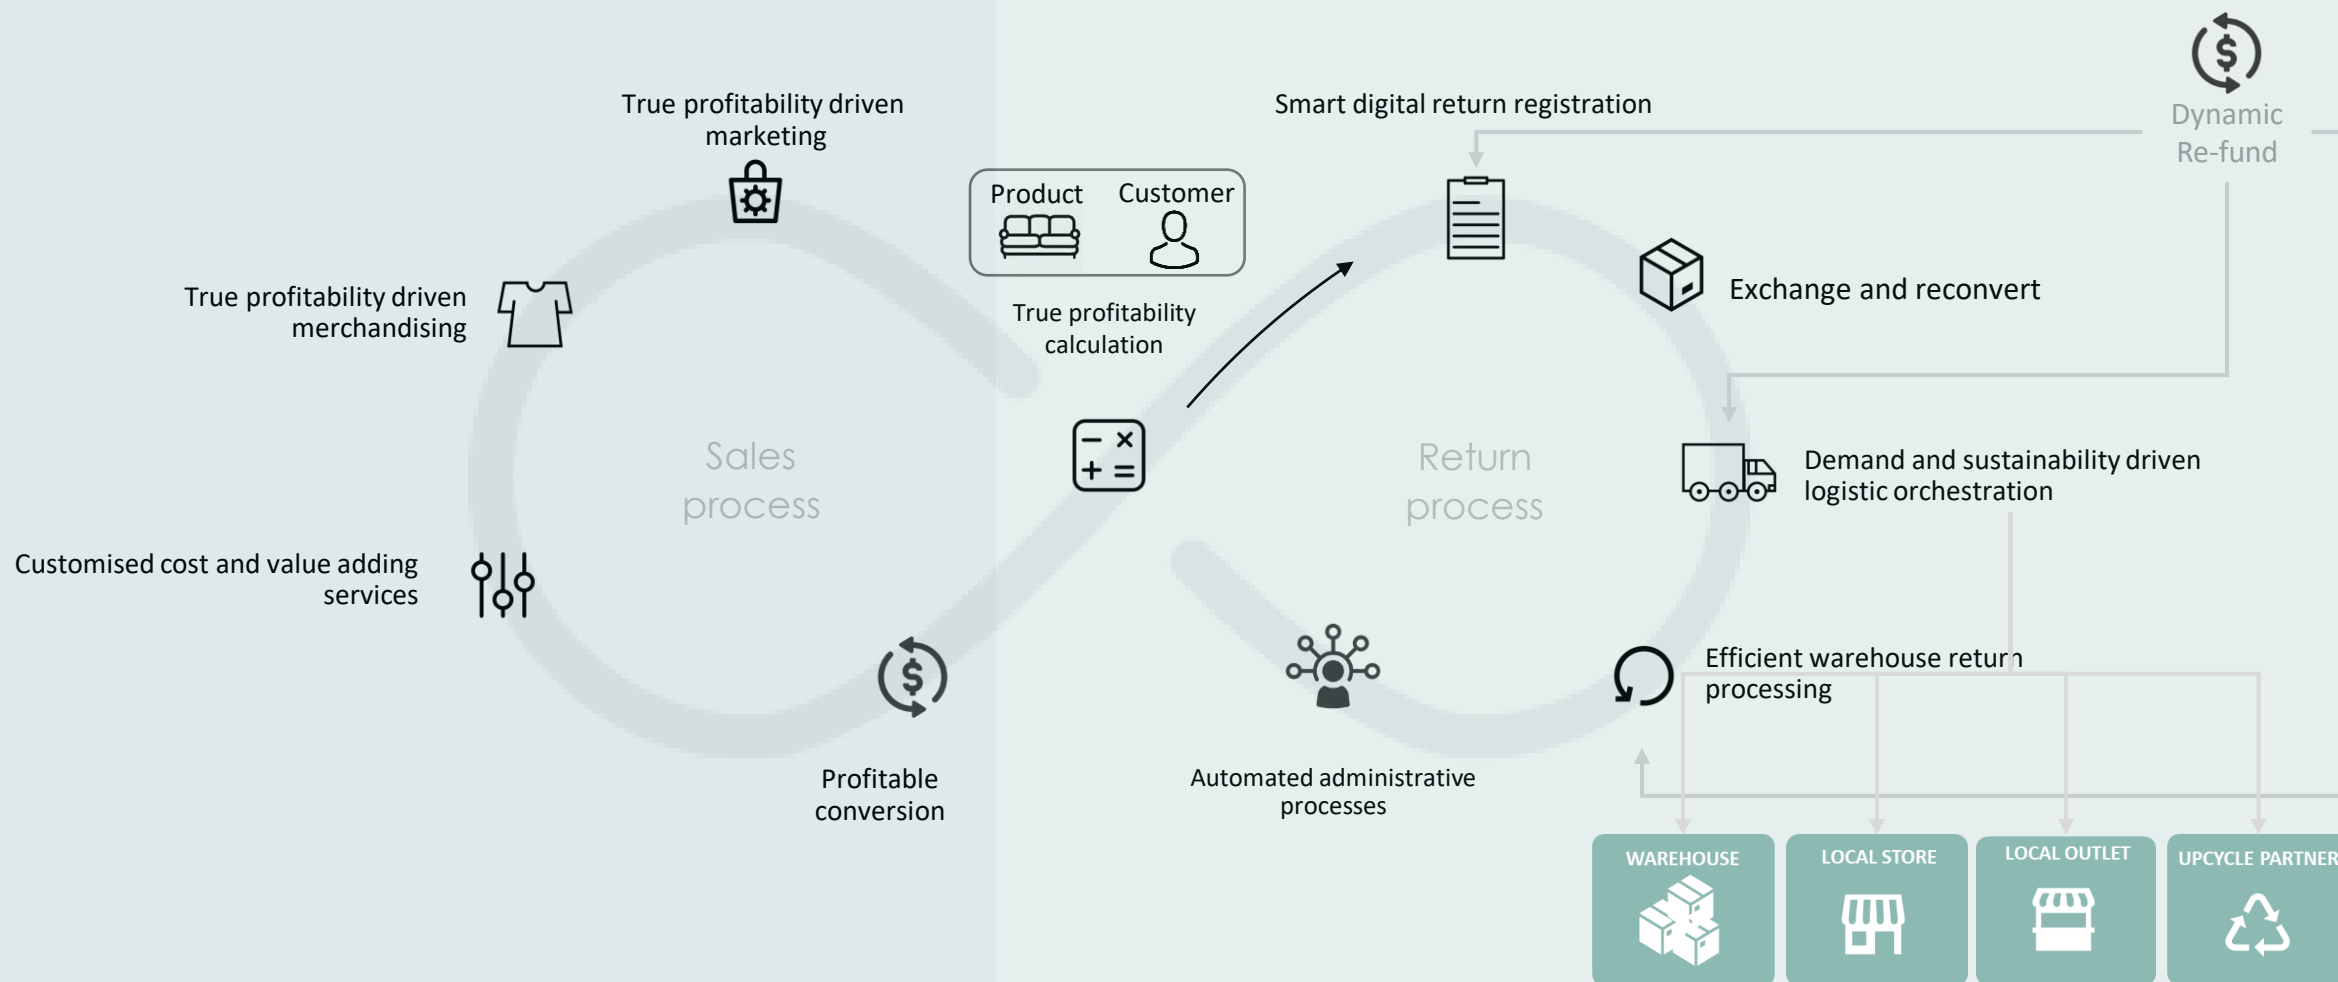 True profitability driven
marketing
Smart digital return registration
Dynamic
Re-fund
Product
Customer
True profitability driven
merchandising
True profitability
calculation
Exchange and reconvert
Sales
process
Return
process
Demand and sustainability driven
logistic orchestration
Customised cost and value adding
services
Efficient warehouse return
processing
Profitable
conversion
Automated administrative
processes
WAREHOUSE
LOCAL STORE
LOCAL OUTLET
UPCYCLE PARTNER